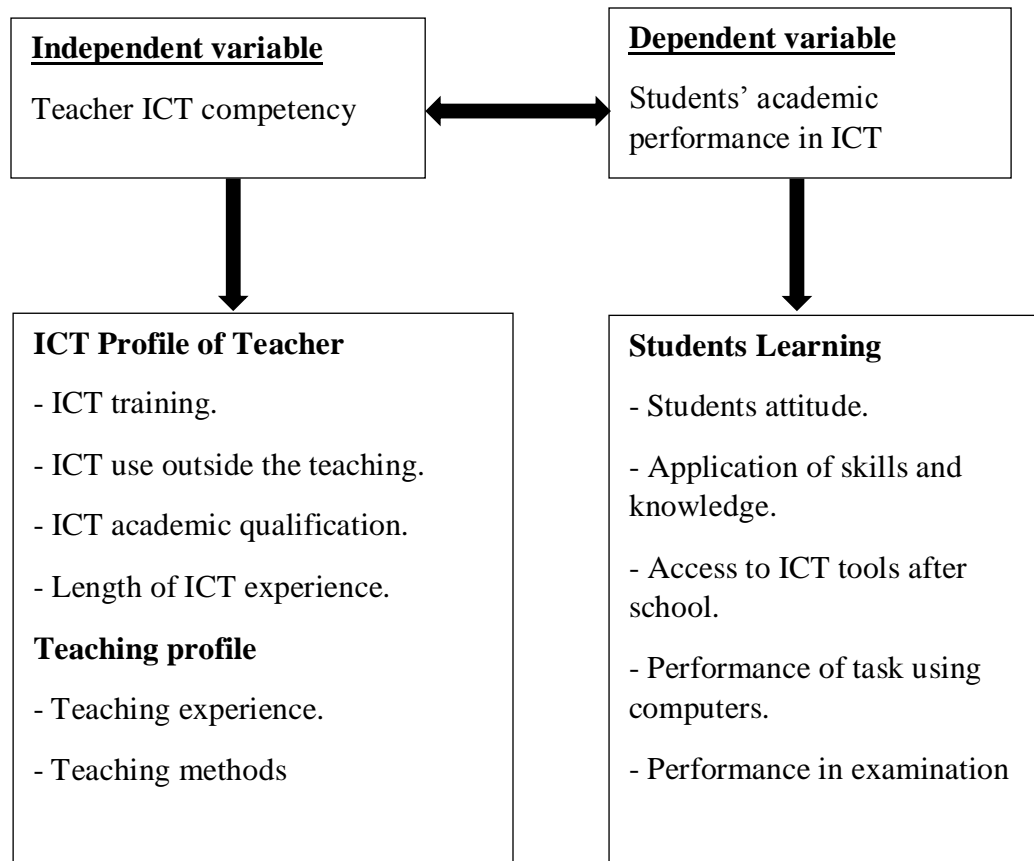 Independent variable
Teacher ICT competency
Dependent variable
Students’ academic
performance in ICT
ICT Profile of Teacher
- ICT training.
- ICT use outside the teaching.
- ICT academic qualification.
- Length of ICT experience.
Teaching profile
- Teaching experience.
- Teaching methods
Students Learning
- Students attitude.
- Application of skills and
knowledge.
- Access to ICT tools after
school.
- Performance of task using
computers.
- Performance in examination